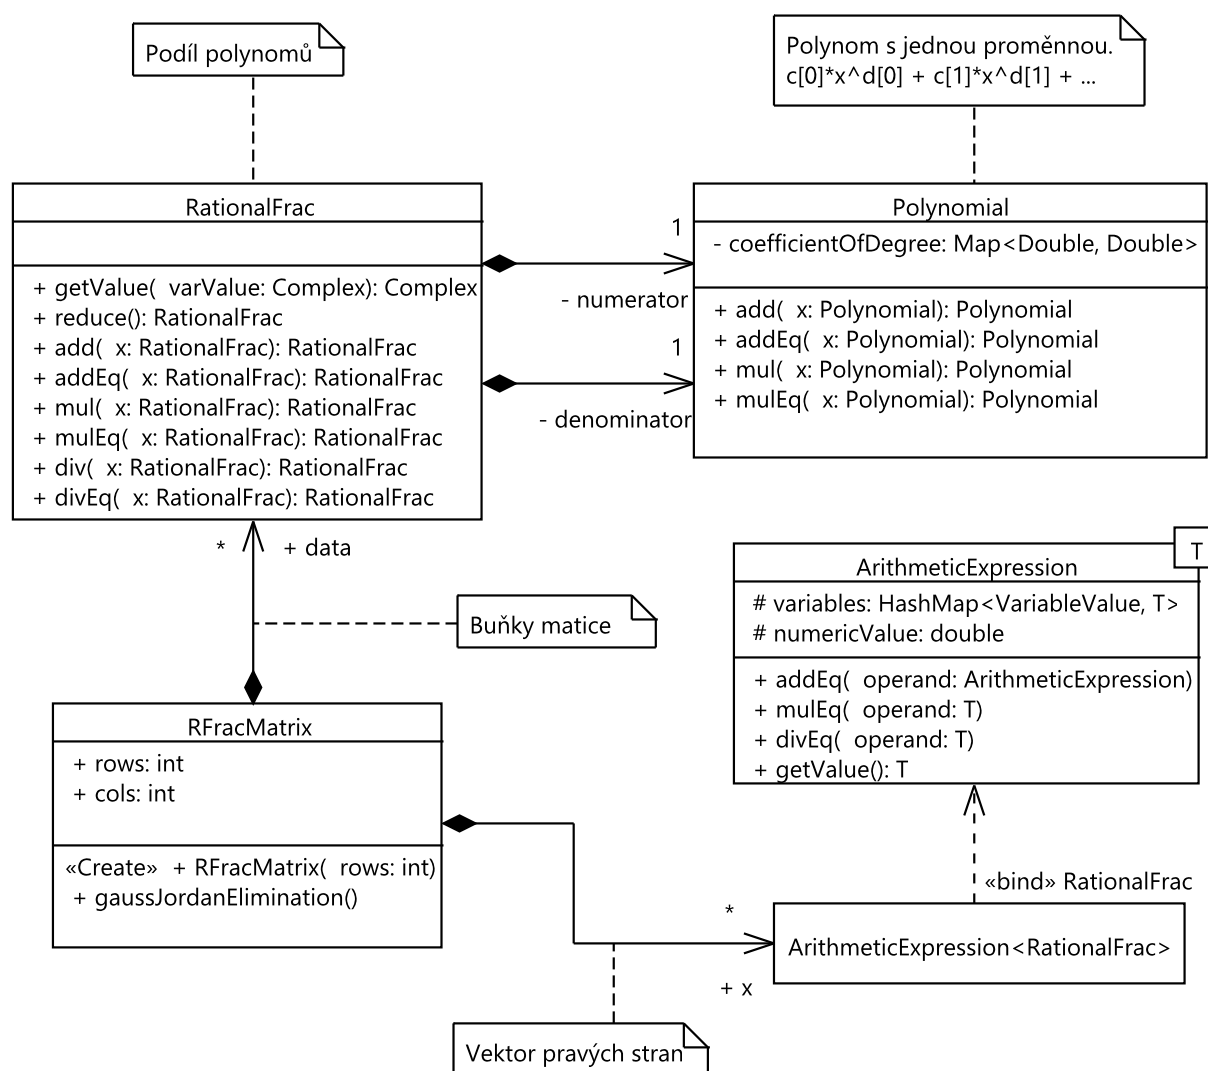 Podíl polynomů
Polynom s jednou proměnnou.
c[0]*x^d[0] + c[1]*x^d[1] + ...
RationalFrac
+ getValue(  varValue: Complex): Complex
+ reduce(): RationalFrac
+ add(  x: RationalFrac): RationalFrac
+ addEq(  x: RationalFrac): RationalFrac
+ mul(  x: RationalFrac): RationalFrac
+ mulEq(  x: RationalFrac): RationalFrac
+ div(  x: RationalFrac): RationalFrac
+ divEq(  x: RationalFrac): RationalFrac
1
- numerator
1
- denominator
Polynomial
- coefficientOfDegree: Map<Double, Double>
+ add(  x: Polynomial): Polynomial
+ addEq(  x: Polynomial): Polynomial
+ mul(  x: Polynomial): Polynomial
+ mulEq(  x: Polynomial): Polynomial
*
+ data
Buňky matice
T
ArithmeticExpression
# variables: HashMap<VariableValue, T>
# numericValue: double
+ addEq(  operand: ArithmeticExpression)
+ mulEq(  operand: T)
+ divEq(  operand: T)
+ getValue(): T
RFracMatrix
+ rows: int
+ cols: int
«Create»  + RFracMatrix(  rows: int)
+ gaussJordanElimination()
«bind» RationalFrac
*
+ x
ArithmeticExpression<RationalFrac>
Vektor pravých stran